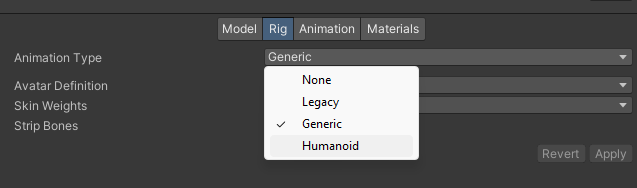 Model Rig Animation Materials
Animation Type Generic
None
Avatar Definition
Legacy
Skin Weights
✓ Generic
Strip Bones
Humanoid
Revert Apply